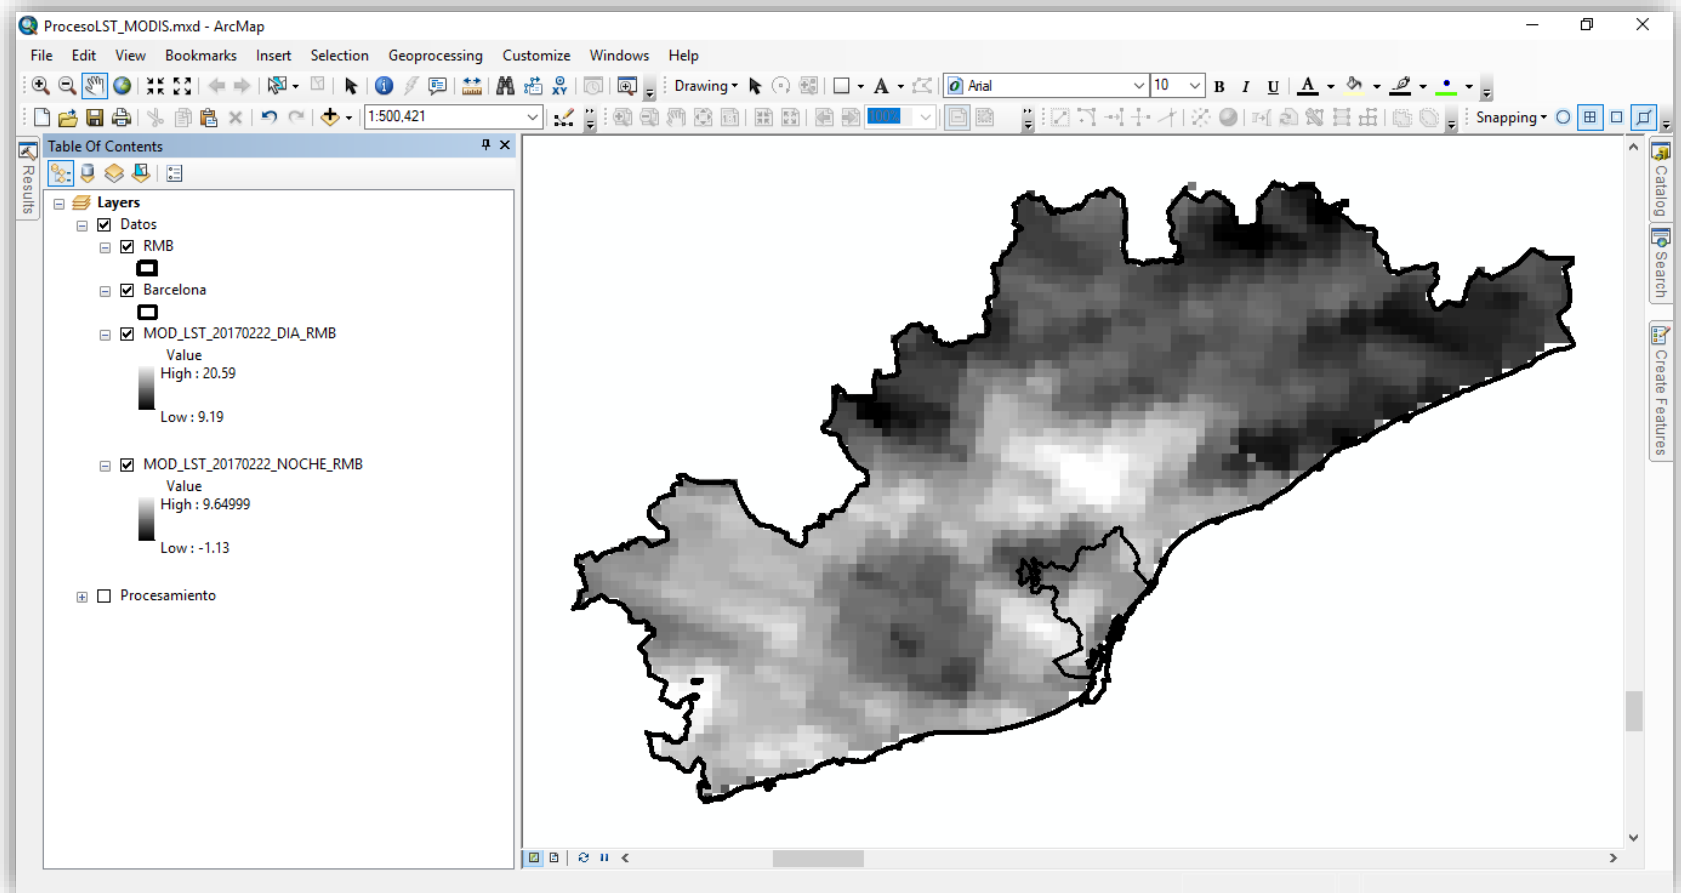 ProcesoLST_MODIS.mxd - ArcMap
File Edit View Bookmarks Insert Selection Geoprocessing Customize Windows Help
Drawing A Arial 10 B I U A
1:500,421 100% Snapping
Results
Table Of Contents
Layers
Datos
RMB
Barcelona
MOD_LST_20170222_DIA_RMB
Value
High : 20.59
Low : 9.19
MOD_LST_20170222_NOCHE_RMB
Value
High : 9.64999
Low : -1.13
Procesamiento
Catalog
Search
Create Features